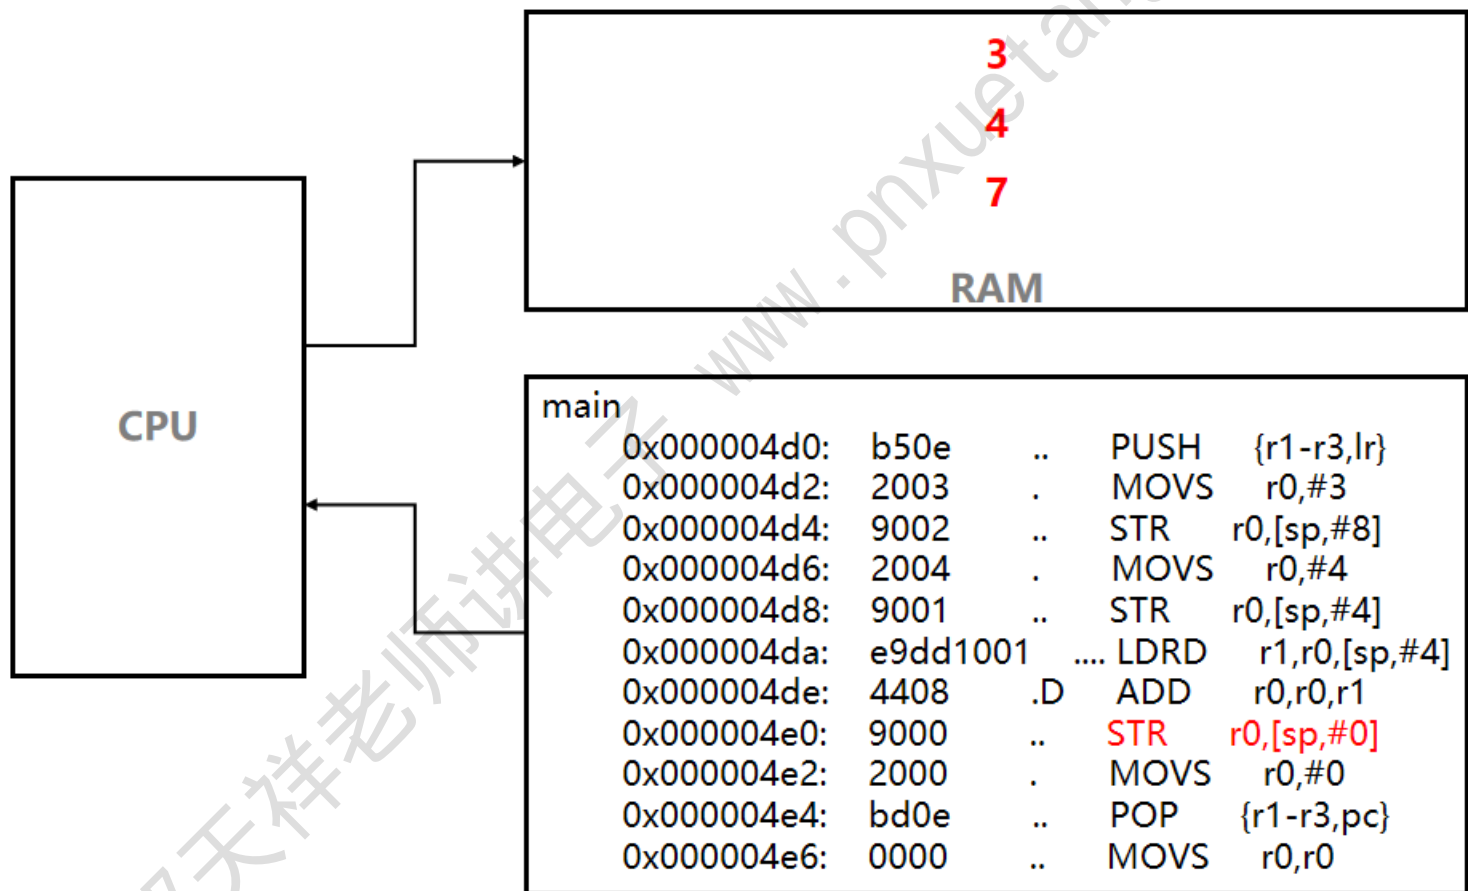 3
4
7
RAM
CPU
main
0x000004d0: b50e .. PUSH {r1-r3,lr}
0x000004d2: 2003 . MOVS r0,#3
0x000004d4: 9002 .. STR r0,[sp,#8]
0x000004d6: 2004 . MOVS r0,#4
0x000004d8: 9001 .. STR r0,[sp,#4]
0x000004da: e9dd1001 .... LDRD r1,r0,[sp,#4]
0x000004de: 4408 .D ADD r0,r0,r1
0x000004e0: 9000 .. STR r0,[sp,#0]
0x000004e2: 2000 . MOVS r0,#0
0x000004e4: bd0e .. POP {r1-r3,pc}
0x000004e6: 0000 .. MOVS r0,r0
天祥老师讲电子 www.pnxuetan